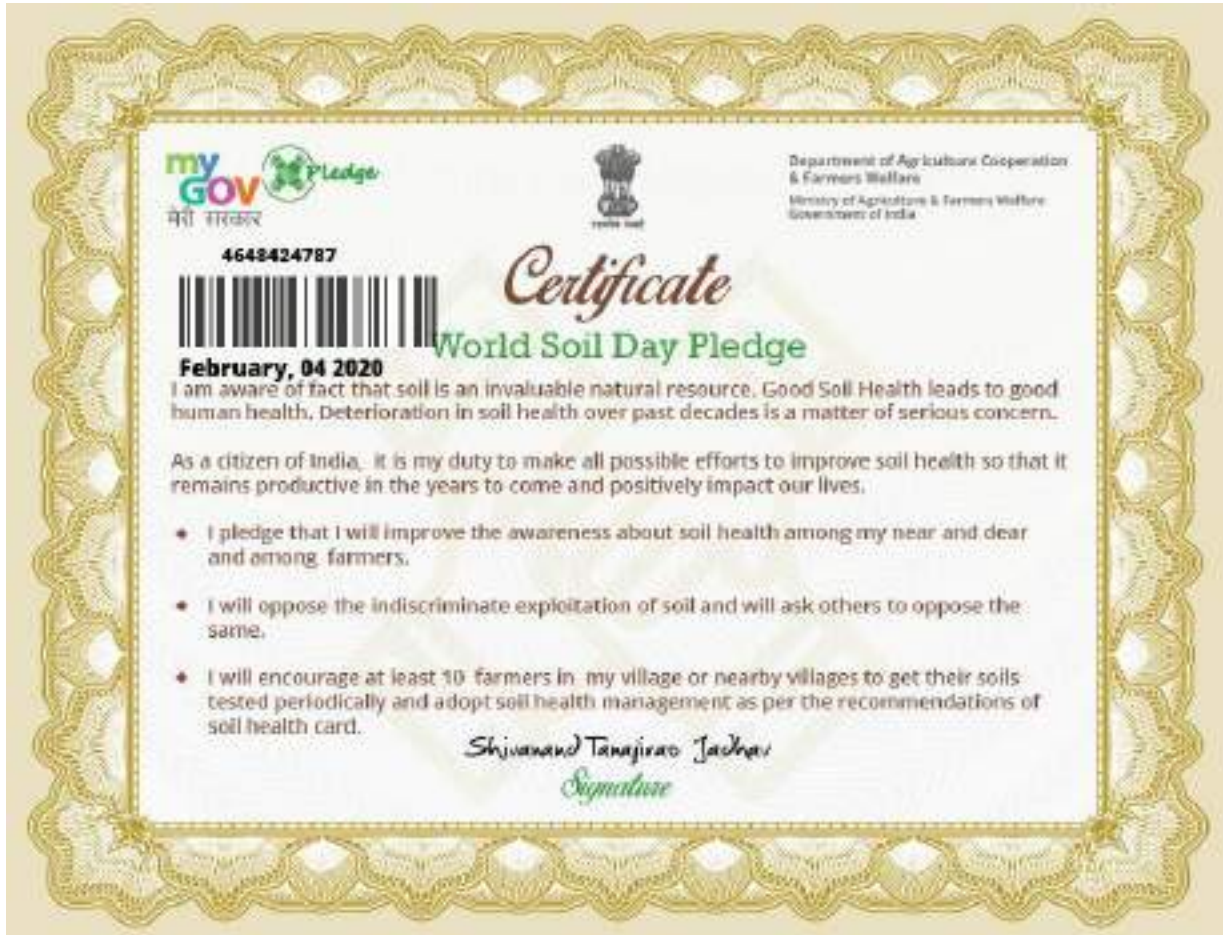 my
GOV
मेरी सरकार
Pledge
Department of Agriculture Cooperation
& Farmers Welfare
Ministry of Agriculture & Farmers Welfare
Government of India
4648424787
Certificate
World Soil Day Pledge
February, 04 2020
I am aware of fact that soil is an invaluable natural resource. Good Soil Health leads to good
human health. Deterioration in soil health over past decades is a matter of serious concern.
As a citizen of India, it is my duty to make all possible efforts to improve soil health so that it
remains productive in the years to come and positively impact our lives.
I pledge that I will improve the awareness about soil health among my near and dear
and among farmers.
I will oppose the indiscriminate exploitation of soil and will ask others to oppose the
same.
I will encourage at least 10 farmers in my village or nearby villages to get their soils
tested periodically and adopt soil health management as per the recommendations of
soil health card.
Shivanand Tanajirao Jadhav
Signature